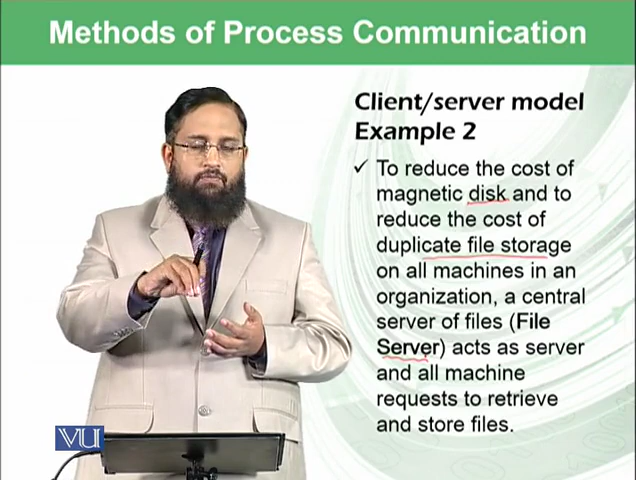 Methods of Process Communication
Client/server model
Example 2
✓ To reduce the cost of
magnetic disk and to
reduce the cost of
duplicate file storage
on all machines in an
organization, a central
server of files (File
Server) acts as server
and all machine
requests to retrieve
and store files.
VU